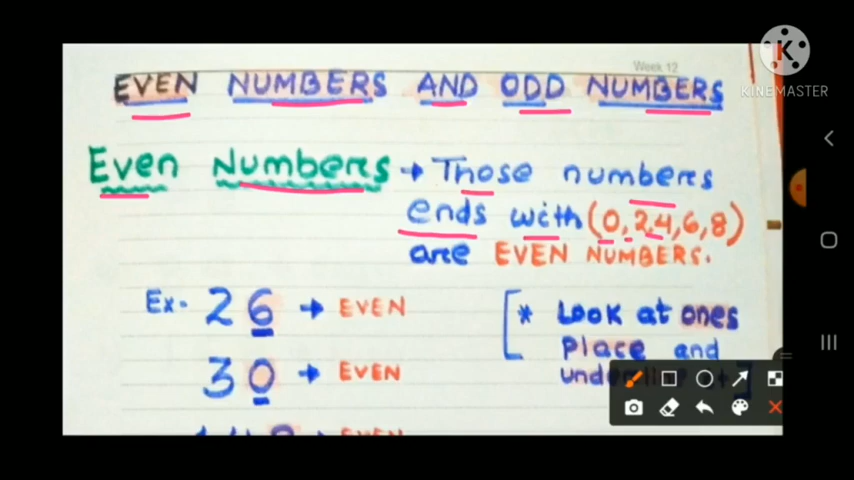 Week 12
KINEMASTER
EVEN NUMBERS AND ODD NUMBERS
Even Numbers → Those numbers
ends with (0, 2, 4, 6, 8)
are EVEN NUMBERS.
Ex- 26 → EVEN
[* Look at ones
30 → EVEN
place and
→ EVEN